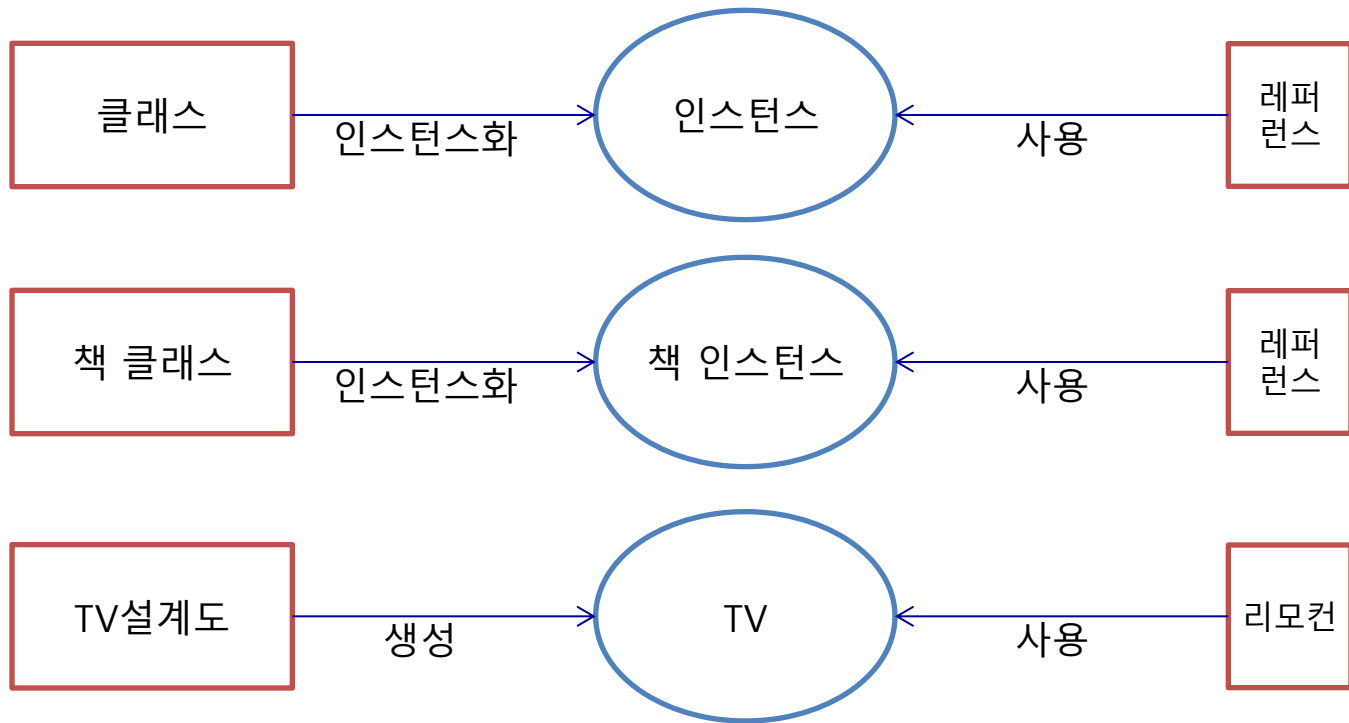 클래스
인스턴스화
인스턴스
사용
레퍼
런스
책 클래스
인스턴스화
책 인스턴스
사용
레퍼
런스
TV설계도
생성
TV
사용
리모컨